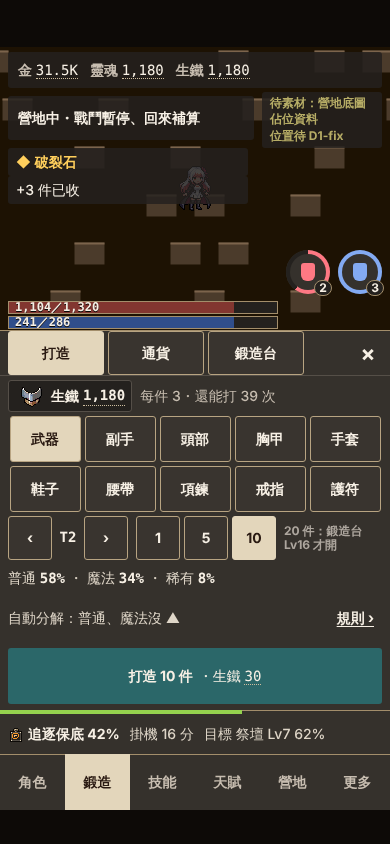 金 31.5K 靈魂 1,180 生鐵 1,180
營地中・戰鬥暫停、回來補算
待素材：營地底圖
佔位資料
位置待 D1-fix
◆ 破裂石
+3 件已收
2
3
1,104／1,320
241／286
打造 通貨 鍛造台 ×
生鐵 1,180 每件 3・還能打 39 次
武器 副手 頭部 胸甲 手套
鞋子 腰帶 項鍊 戒指 護符
‹ T2 › 1 5 10
20 件：鍛造台
Lv16 才開
普通 58% ・ 魔法 34% ・ 稀有 8%
自動分解：普通、魔法沒 ▲ 規則 ›
打造 10 件 ・生鐵 30
追逐保底 42% 掛機 16 分 目標 祭壇 Lv7 62%
角色 鍛造 技能 天賦 營地 更多